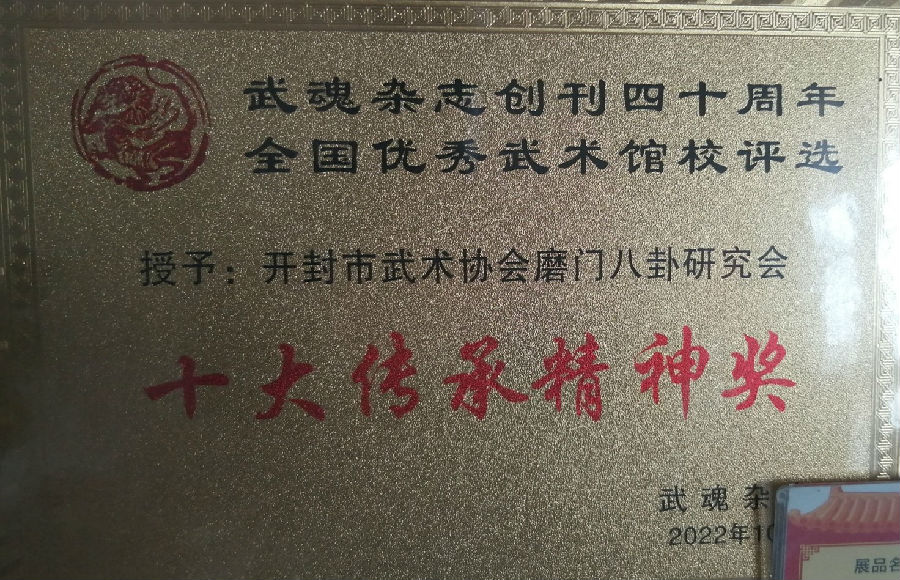 武魂杂志创刊四十周年
全国优秀武术馆校评选
授予：开封市武术协会磨门八卦研究会
十大传承精神奖
武魂杂
2022年10
展品名